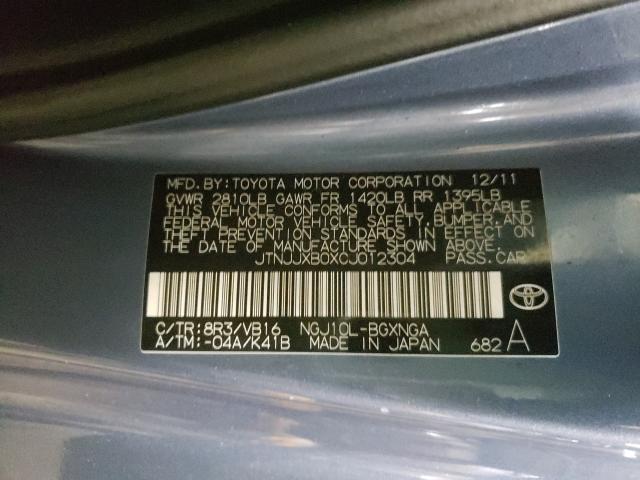 MFD.BY:TOYOTA MOTOR CORPORATION 12/11
GVWR 2810LB GAWR FR 1420LB RR 1395LB
THIS VEHICLE CONFORMS TO ALL APPLICABLE
FEDERAL MOTOR VEHICLE SAFETY,BUMPER,AND
THEFT PREVENTION STANDARDS IN EFFECT ON
THE DATE OF MANUFACTURE SHOWN ABOVE.
JTNJJXB0XCJ012304 PASS.CAR
C/TR:8R3/VB16 NGJ10L-BGXNGA
A/TM:-04A/K41B MADE IN JAPAN 682 A